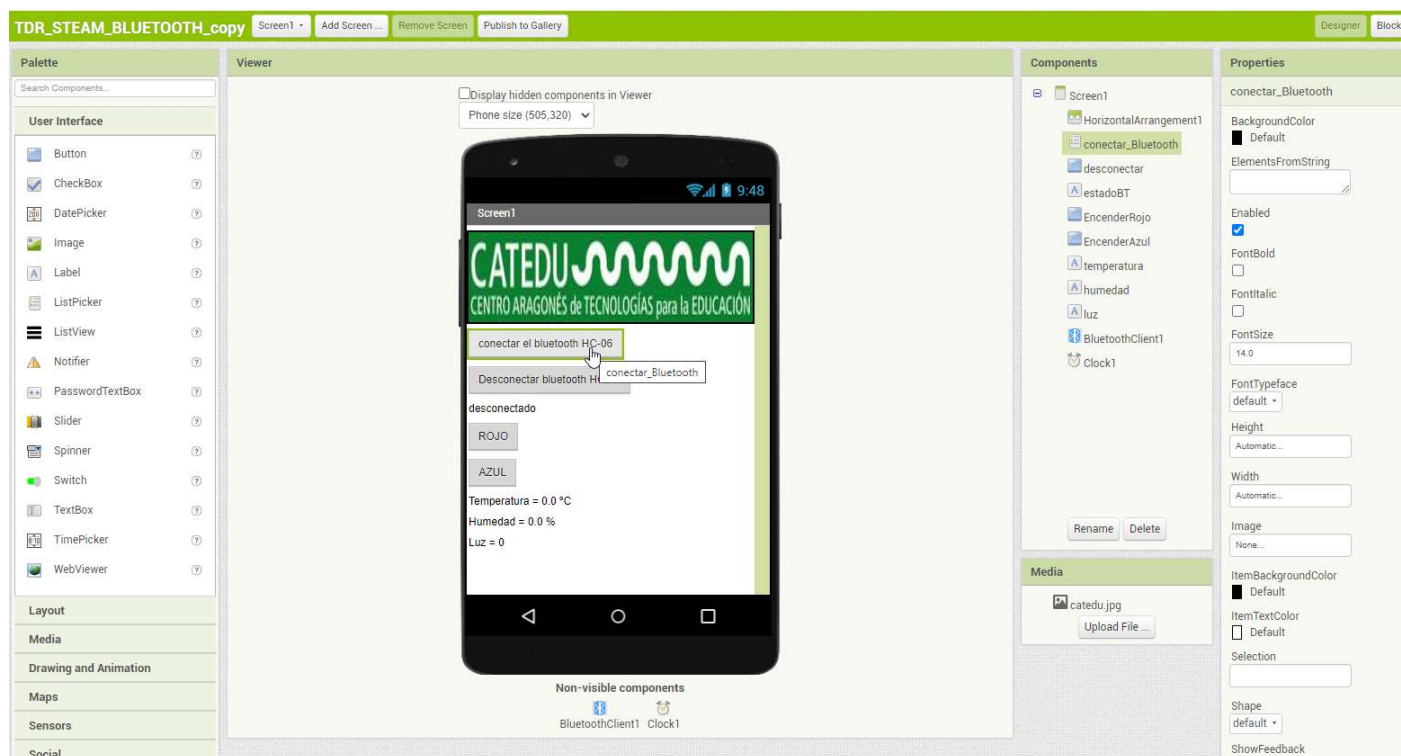 TDR_STEAM_BLUETOOTH_copy Screen1 Add Screen ... Remove Screen Publish to Gallery Designer Block
Palette
Search Components...
User Interface
Button
CheckBox
DatePicker
Image
Label
ListPicker
ListView
Notifier
PasswordTextBox
Slider
Spinner
Switch
TextBox
TimePicker
WebViewer
Layout
Media
Drawing and Animation
Maps
Sensors
Social
Viewer
Display hidden components in Viewer
Phone size (505,320)
9:48
Screen1
CATEDU
CENTRO ARAGONÉS de TECNOLOGÍAS para la EDUCACIÓN
conectar el bluetooth HC-06
conectar_Bluetooth
Desconectar bluetooth H
desconectado
ROJO
AZUL
Temperatura = 0.0 ºC
Humedad = 0.0 %
Luz = 0
Non-visible components
BluetoothClient1 Clock1
Components
Screen1
HorizontalArrangement1
conectar_Bluetooth
desconectar
estadoBT
EncenderRojo
EncenderAzul
temperatura
humedad
luz
BluetoothClient1
Clock1
Rename Delete
Media
catedu.jpg
Upload File ...
Properties
conectar_Bluetooth
BackgroundColor
Default
ElementsFromString
Enabled
FontBold
FontItalic
FontSize
14.0
FontTypeface
default
Height
Automatic...
Width
Automatic...
Image
None...
ItemBackgroundColor
Default
ItemTextColor
Default
Selection
Shape
default
ShowFeedback